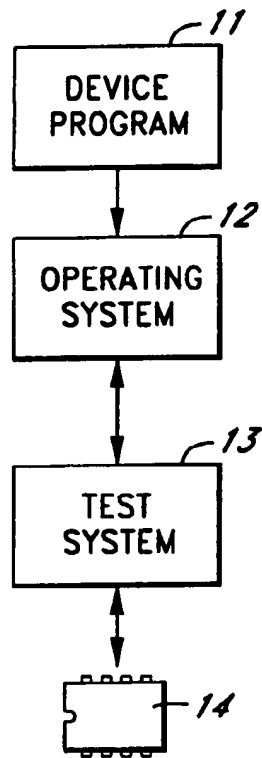 11
DEVICE
PROGRAM
12
OPERATING
SYSTEM
13
TEST
SYSTEM
14